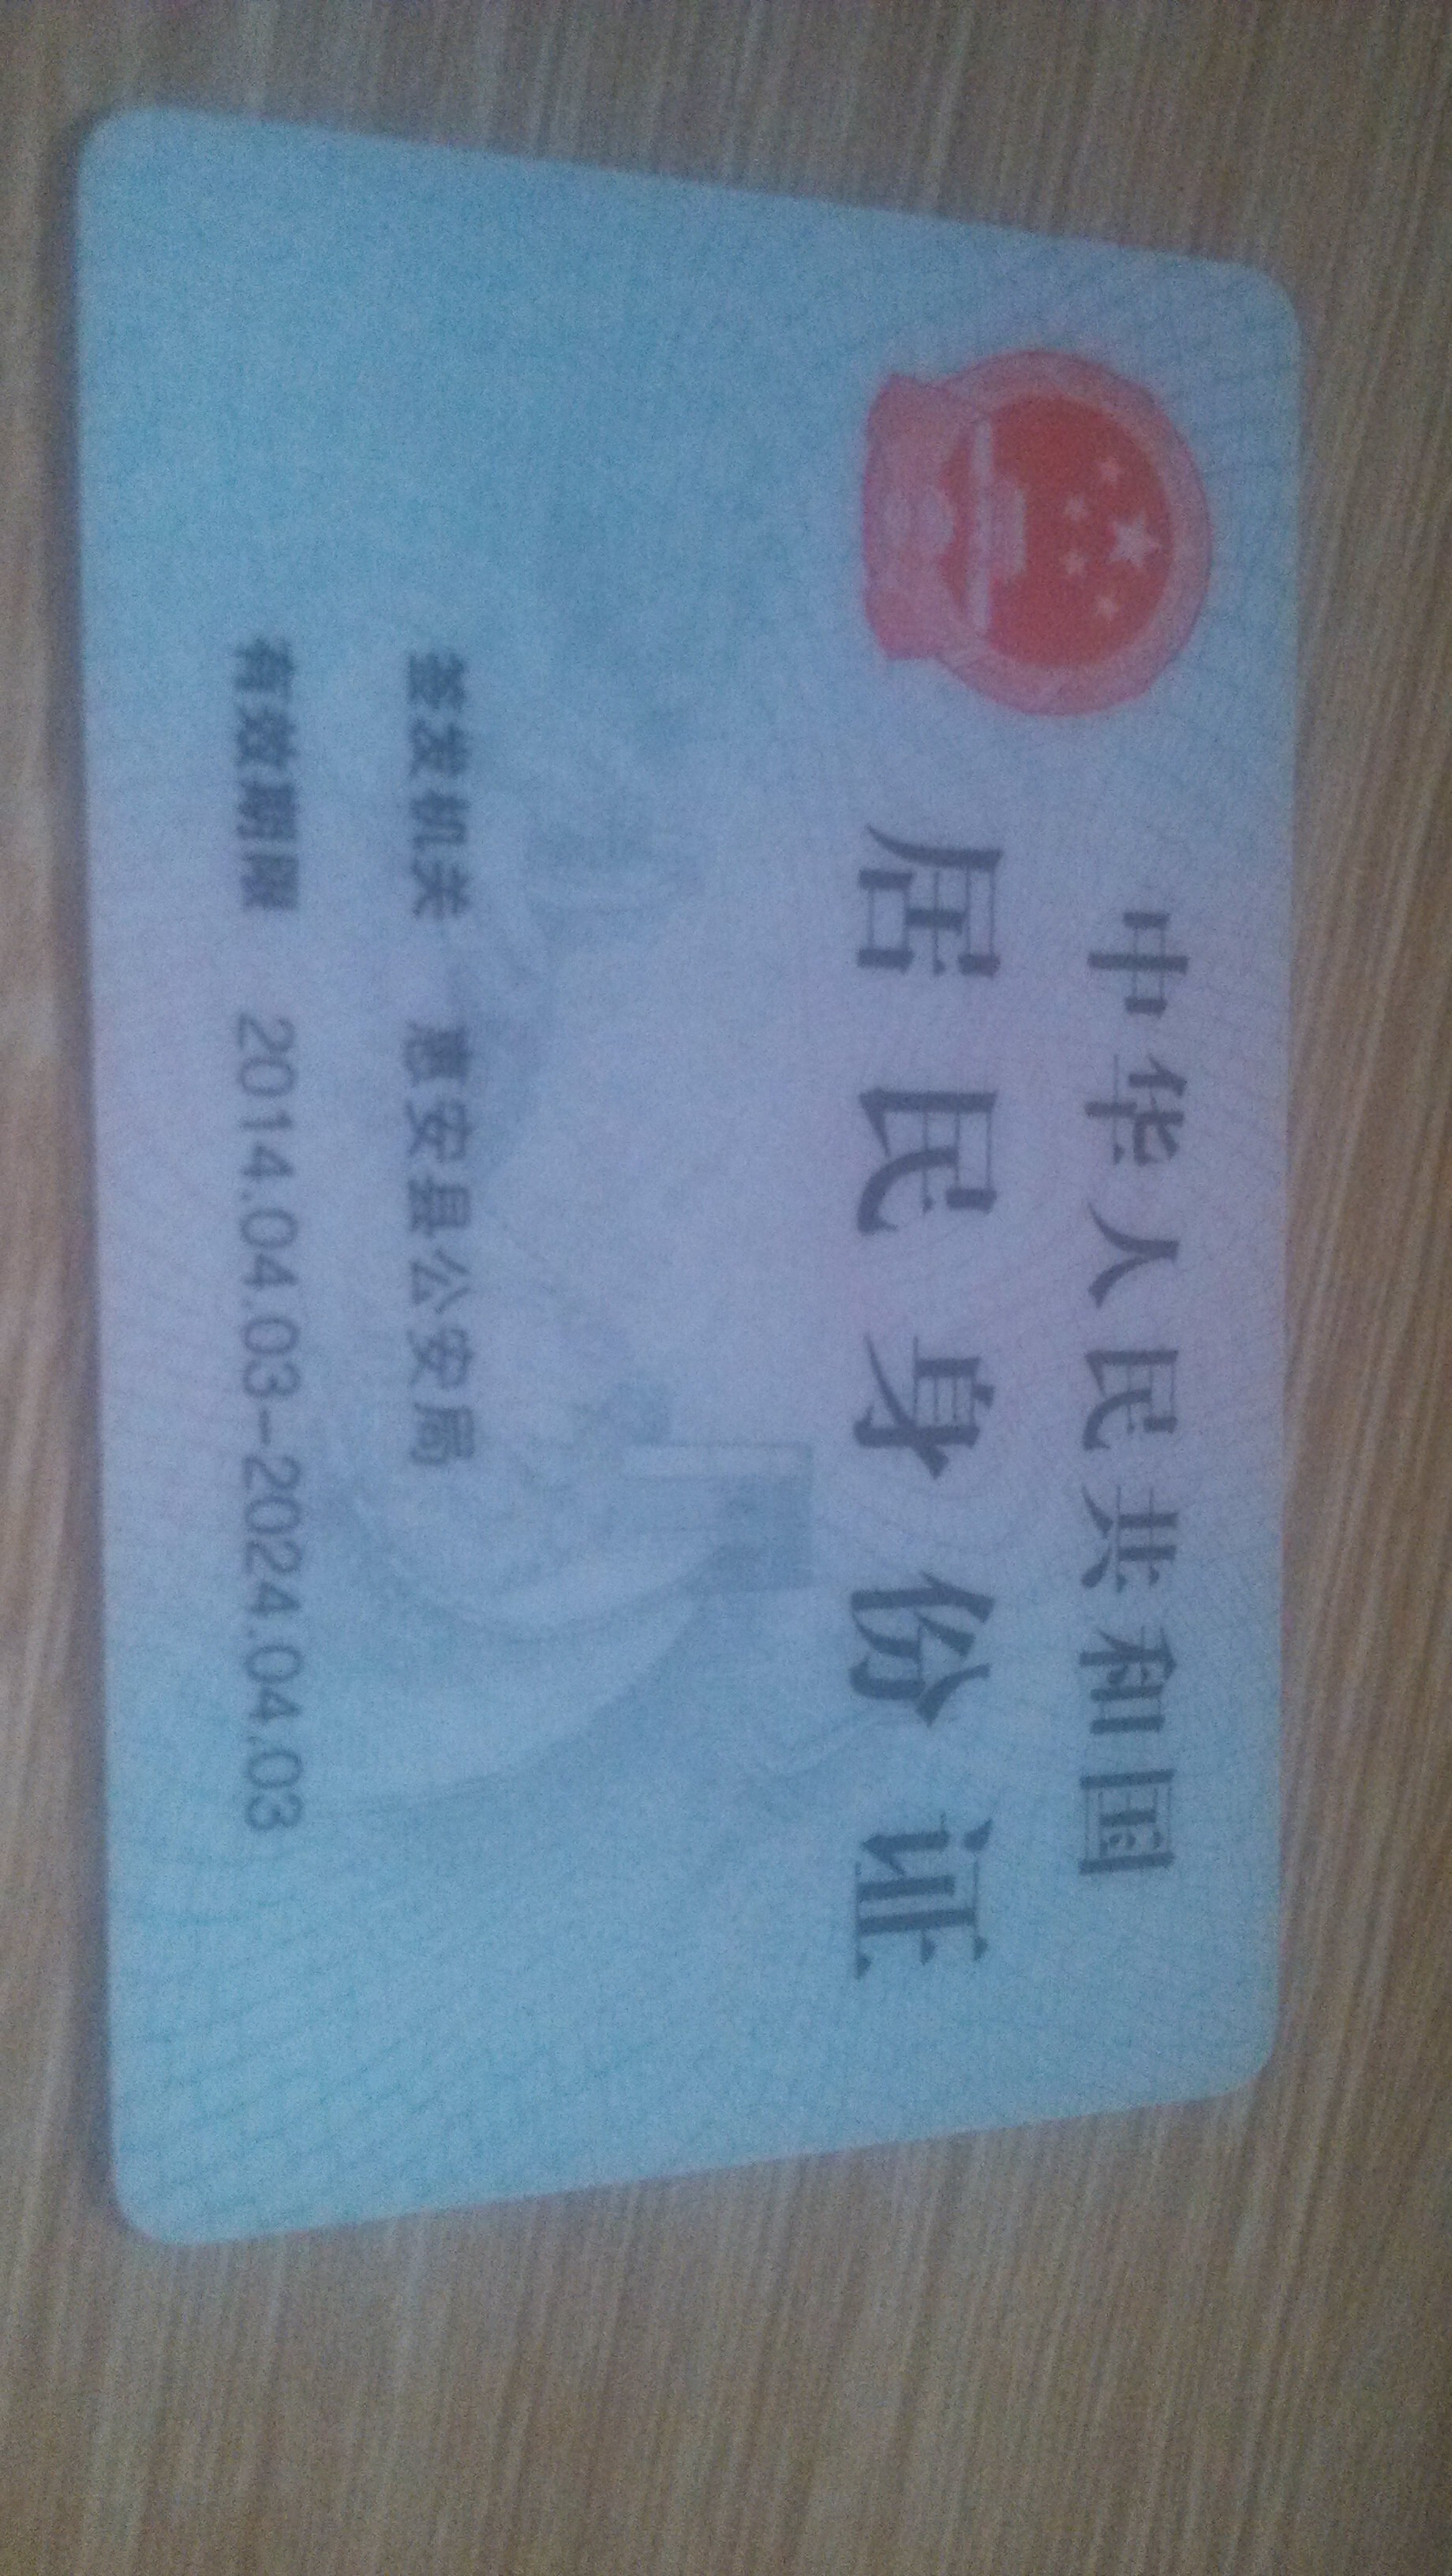 中华人民共和国
居民身份证
签发机关 惠安县公安局
有效期限 2014.04.03-2024.04.03